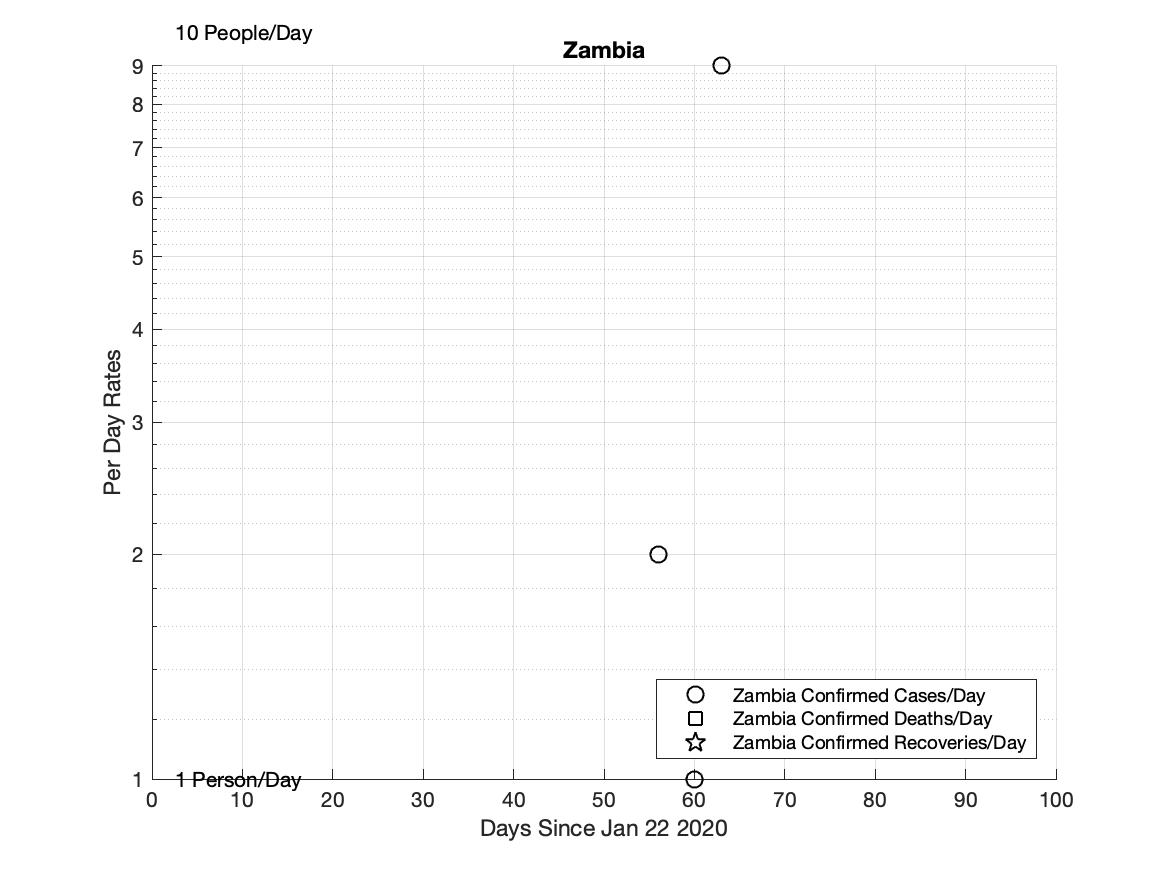 10 People/Day
Zambia
9
8
7
6
5
4
3
2
1
Per Day Rates
Zambia Confirmed Cases/Day
Zambia Confirmed Deaths/Day
Zambia Confirmed Recoveries/Day
1 Person/Day
0 10 20 30 40 50 60 70 80 90 100
Days Since Jan 22 2020